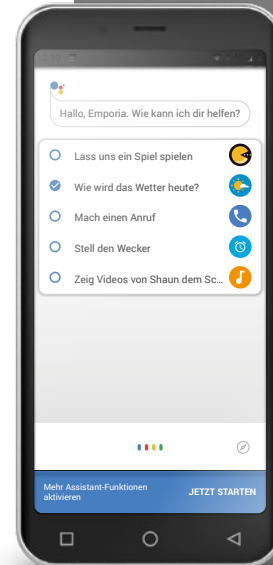 Hallo, Emporia. Wie kann ich dir helfen?
Lass uns ein Spiel spielen
Wie wird das Wetter heute?
Mach einen Anruf
Stell den Wecker
Zeig Videos von Shaun dem Sc...
Mehr Assistant-Funktionen
aktivieren
JETZT STARTEN